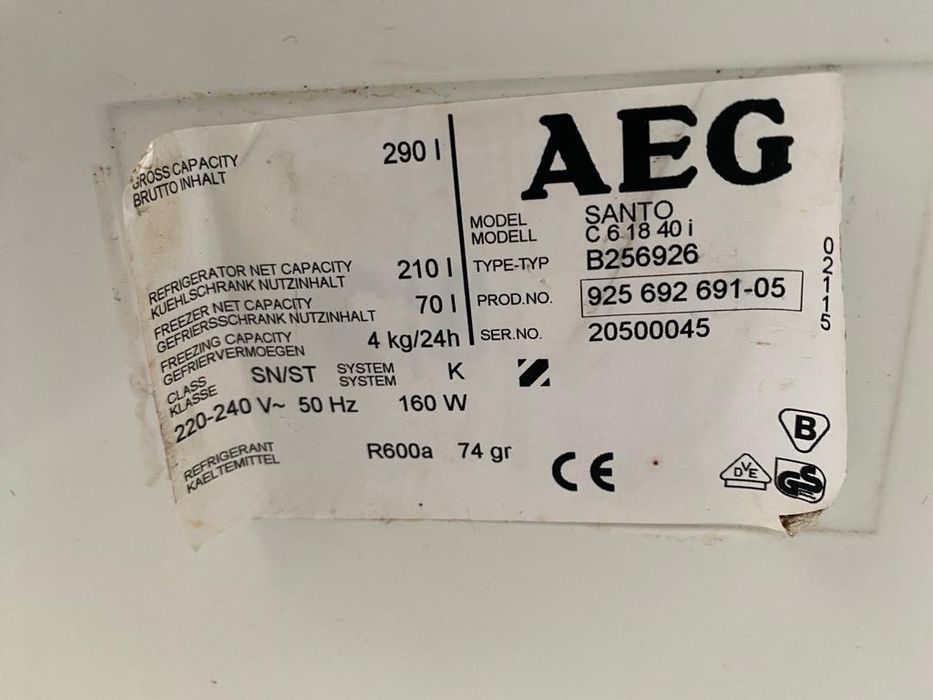 AEG
GROSS CAPACITY 290 l
BRUTTO INHALT
MODEL SANTO
MODELL C 6 18 40 i
TYPE-TYP B256926
PROD.NO. 925 692 691-05
SER.NO. 20500045
02115
REFRIGERATOR NET CAPACITY 210 l
KUEHLSCHRANK NUTZINHALT
FREEZER NET CAPACITY 70 l
GEFRIERSSCHRANK NUTZINHALT
FREEZING CAPACITY 4 kg/24h
GEFRIERVERMOEGEN
CLASS SN/ST SYSTEM K
KLASSE SYSTEM
220-240 V~ 50 Hz 160 W
REFRIGERANT R600a 74 gr
KAELTEMITTEL
CE
B
DVE
GS